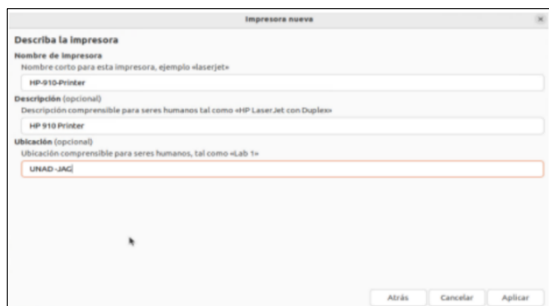 Impresora nueva
Describa la impresora
Nombre de Impresora
Nombre corto para esta impresora, ejemplo «laserjet»
HP-910-Printer
Descripción (opcional)
Descripción comprensible para seres humanos tal como «HP LaserJet con Duplex»
HP 910 Printer
Ubicación (opcional)
Ubicación comprensible para seres humanos, tal como «Lab 1»
UNAD-JAG
Atrás Cancelar Aplicar